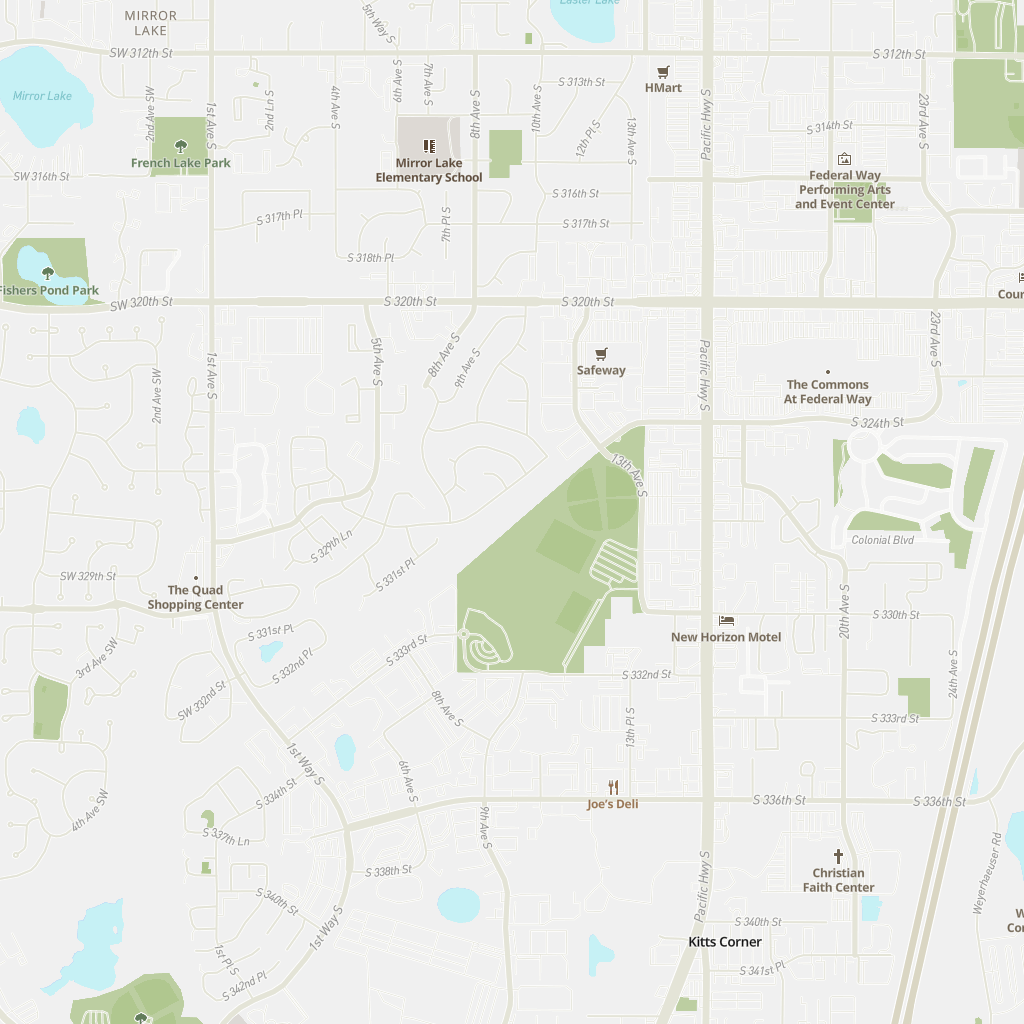 Easter Lake
MIRROR
LAKE
5th Way S
SW 312th St
S 312th St
Mirror Lake
2nd Ave SW
1st Ave S
2nd Ln S
4th Ave S
6th Ave S
7th Ave S
8th Ave S
10th Ave S
S 313th St
HMart
12th Pl S
13th Ave S
Pacific Hwy S
S 314th St
23rd Ave S
French Lake Park
Mirror Lake
Elementary School
SW 316th St
S 316th St
Federal Way
Performing Arts
and Event Center
S 317th Pl
7th Pl S
S 317th St
S 318th Pl
Fishers Pond Park
SW 320th St
S 320th St
S 320th St
Coun
1st Ave S
2nd Ave SW
5th Ave S
8th Ave S
9th Ave S
Safeway
Pacific Hwy S
The Commons
At Federal Way
23rd Ave S
S 324th St
13th Ave S
S 329th Ln
Colonial Blvd
SW 329th St
The Quad
Shopping Center
S 331st Pl
S 331st Pl
S 332nd Pl
S 333rd St
New Horizon Motel
20th Ave S
S 330th St
3rd Ave SW
SW 332nd St
S 332nd St
24th Ave S
8th Ave S
13th Pl S
S 333rd St
1st Way S
6th Ave S
S 334th St
Joe's Deli
S 336th St
S 336th St
4th Ave SW
S 337th Ln
9th Ave S
Weyerhaeuser Rd
S 338th St
Christian
Faith Center
S 340th St
1st Way S
Pacific Hwy S
S 340th St
Kitts Corner
1st Pl S
S 342nd Pl
S 341st Pl